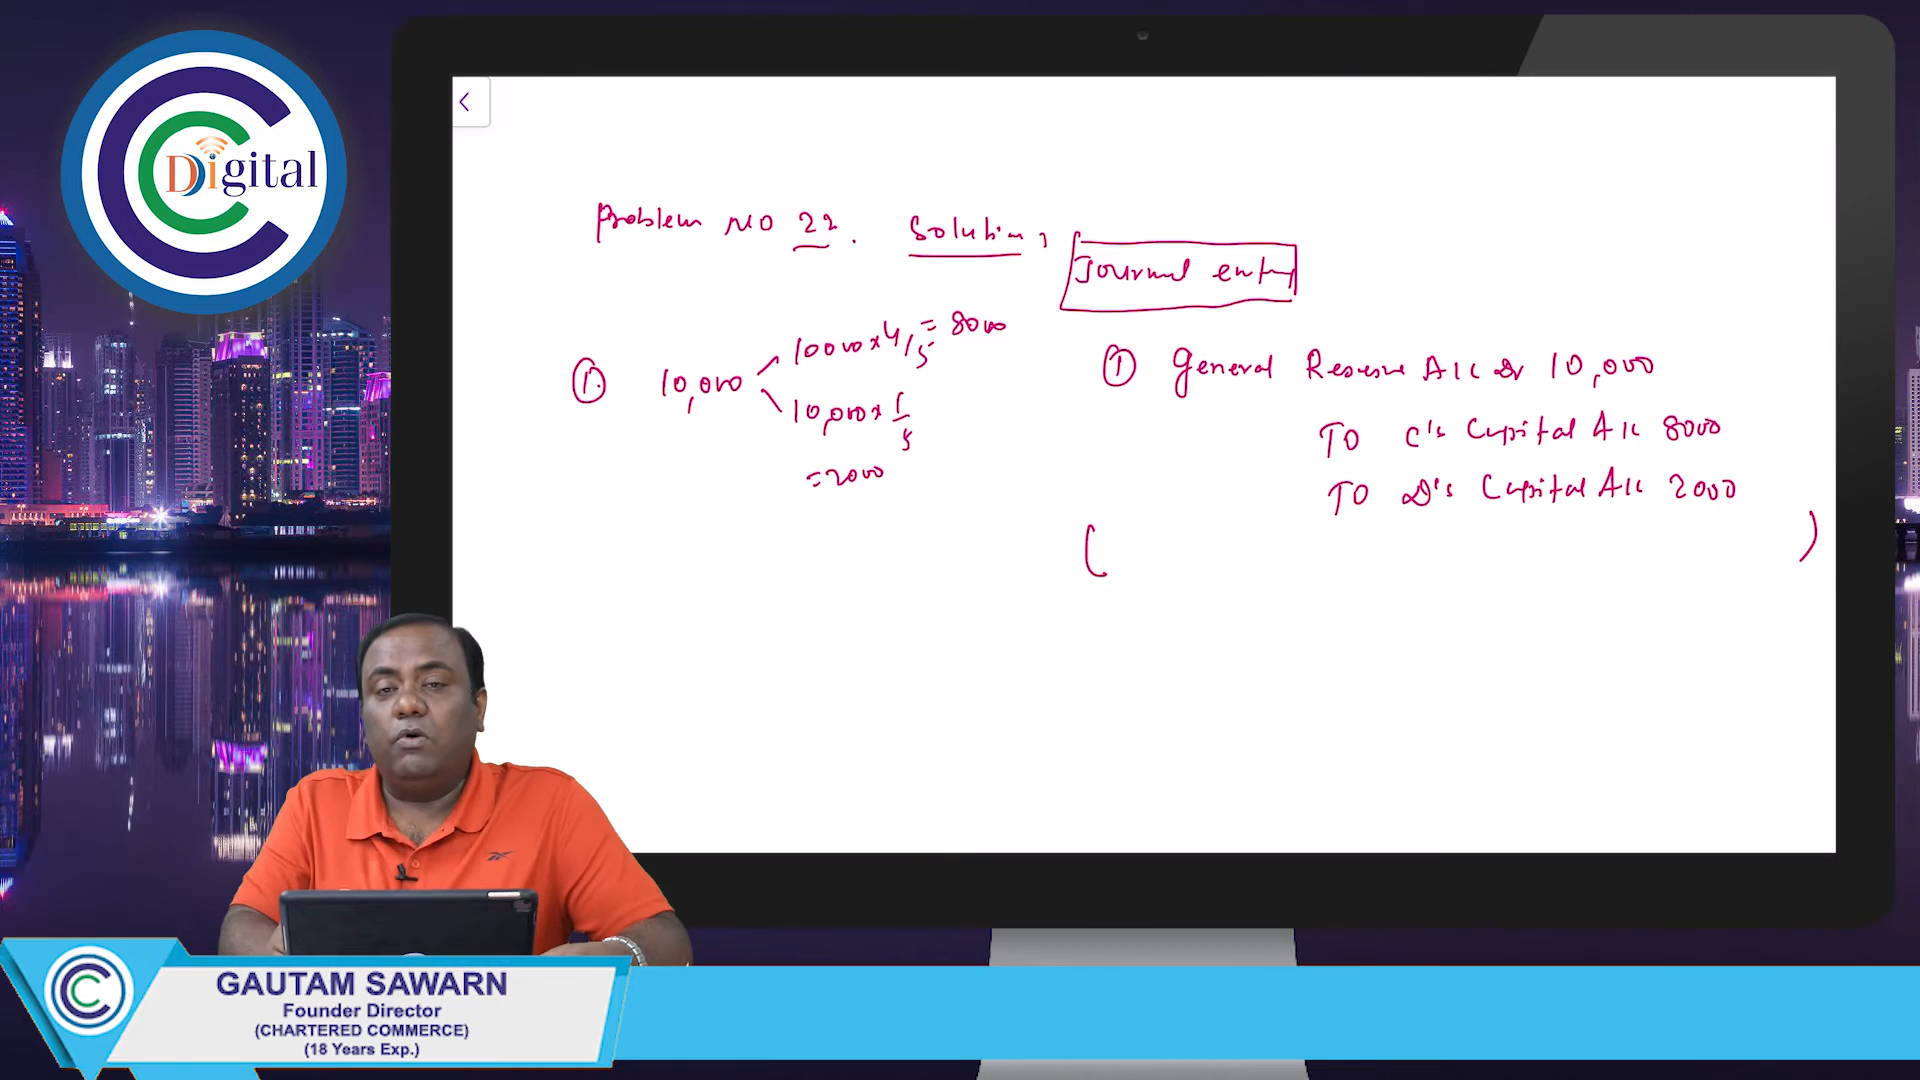 Digital
Problem NO 22. Solution,
Journal entry
① 10,000
10000 x 4/5 = 8000
10,000 x 1/5
= 2000
① General Reserve A/c Dr 10,000
TO C's Capital A/c 8000
TO D's Capital A/c 2000
( )
GAUTAM SAWARN
Founder Director
(CHARTERED COMMERCE)
(18 Years Exp.)